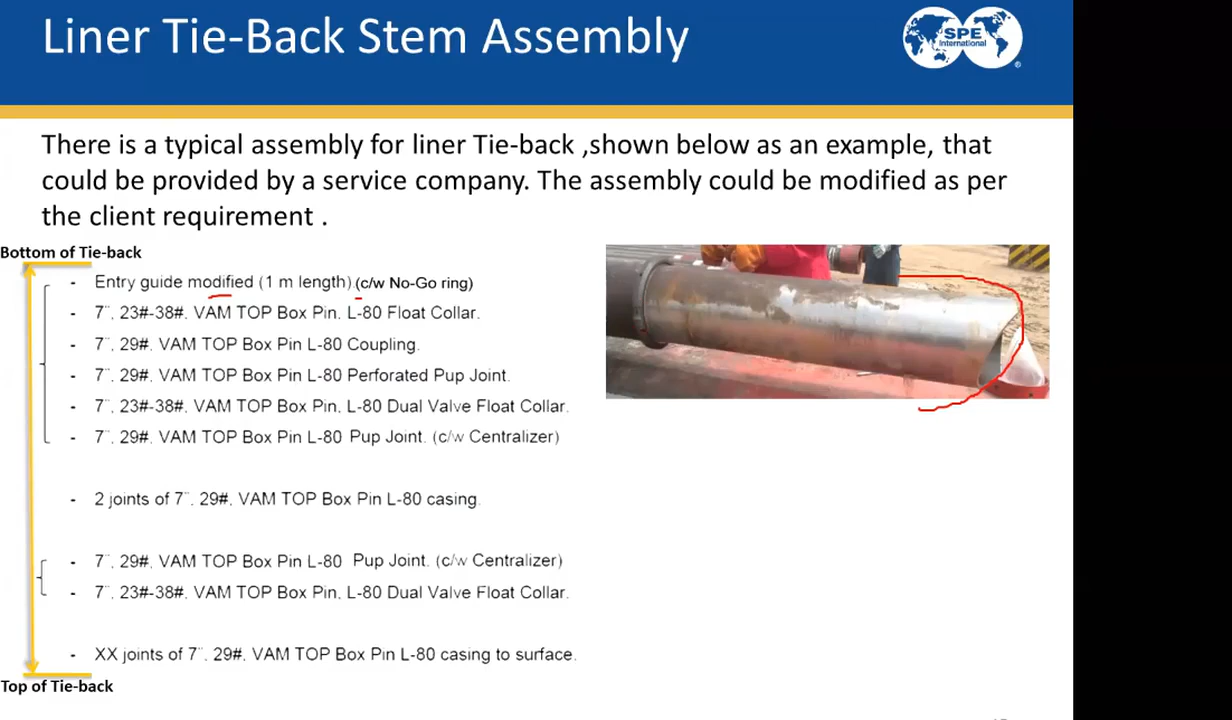 Liner Tie-Back Stem Assembly
SPE
International
There is a typical assembly for liner Tie-back ,shown below as an example, that
could be provided by a service company. The assembly could be modified as per
the client requirement .
Bottom of Tie-back
- Entry guide modified (1 m length).(c/w No-Go ring)
- 7¨, 23#-38#, VAM TOP Box Pin, L-80 Float Collar.
- 7¨, 29#, VAM TOP Box Pin L-80 Coupling.
- 7¨, 29#, VAM TOP Box Pin L-80 Perforated Pup Joint.
- 7¨, 23#-38#, VAM TOP Box Pin, L-80 Dual Valve Float Collar.
- 7¨, 29#, VAM TOP Box Pin L-80 Pup Joint. (c/w Centralizer)
- 2 joints of 7¨, 29#, VAM TOP Box Pin L-80 casing.
- 7¨, 29#, VAM TOP Box Pin L-80 Pup Joint. (c/w Centralizer)
- 7¨, 23#-38#, VAM TOP Box Pin, L-80 Dual Valve Float Collar.
- XX joints of 7¨, 29#, VAM TOP Box Pin L-80 casing to surface.
Top of Tie-back